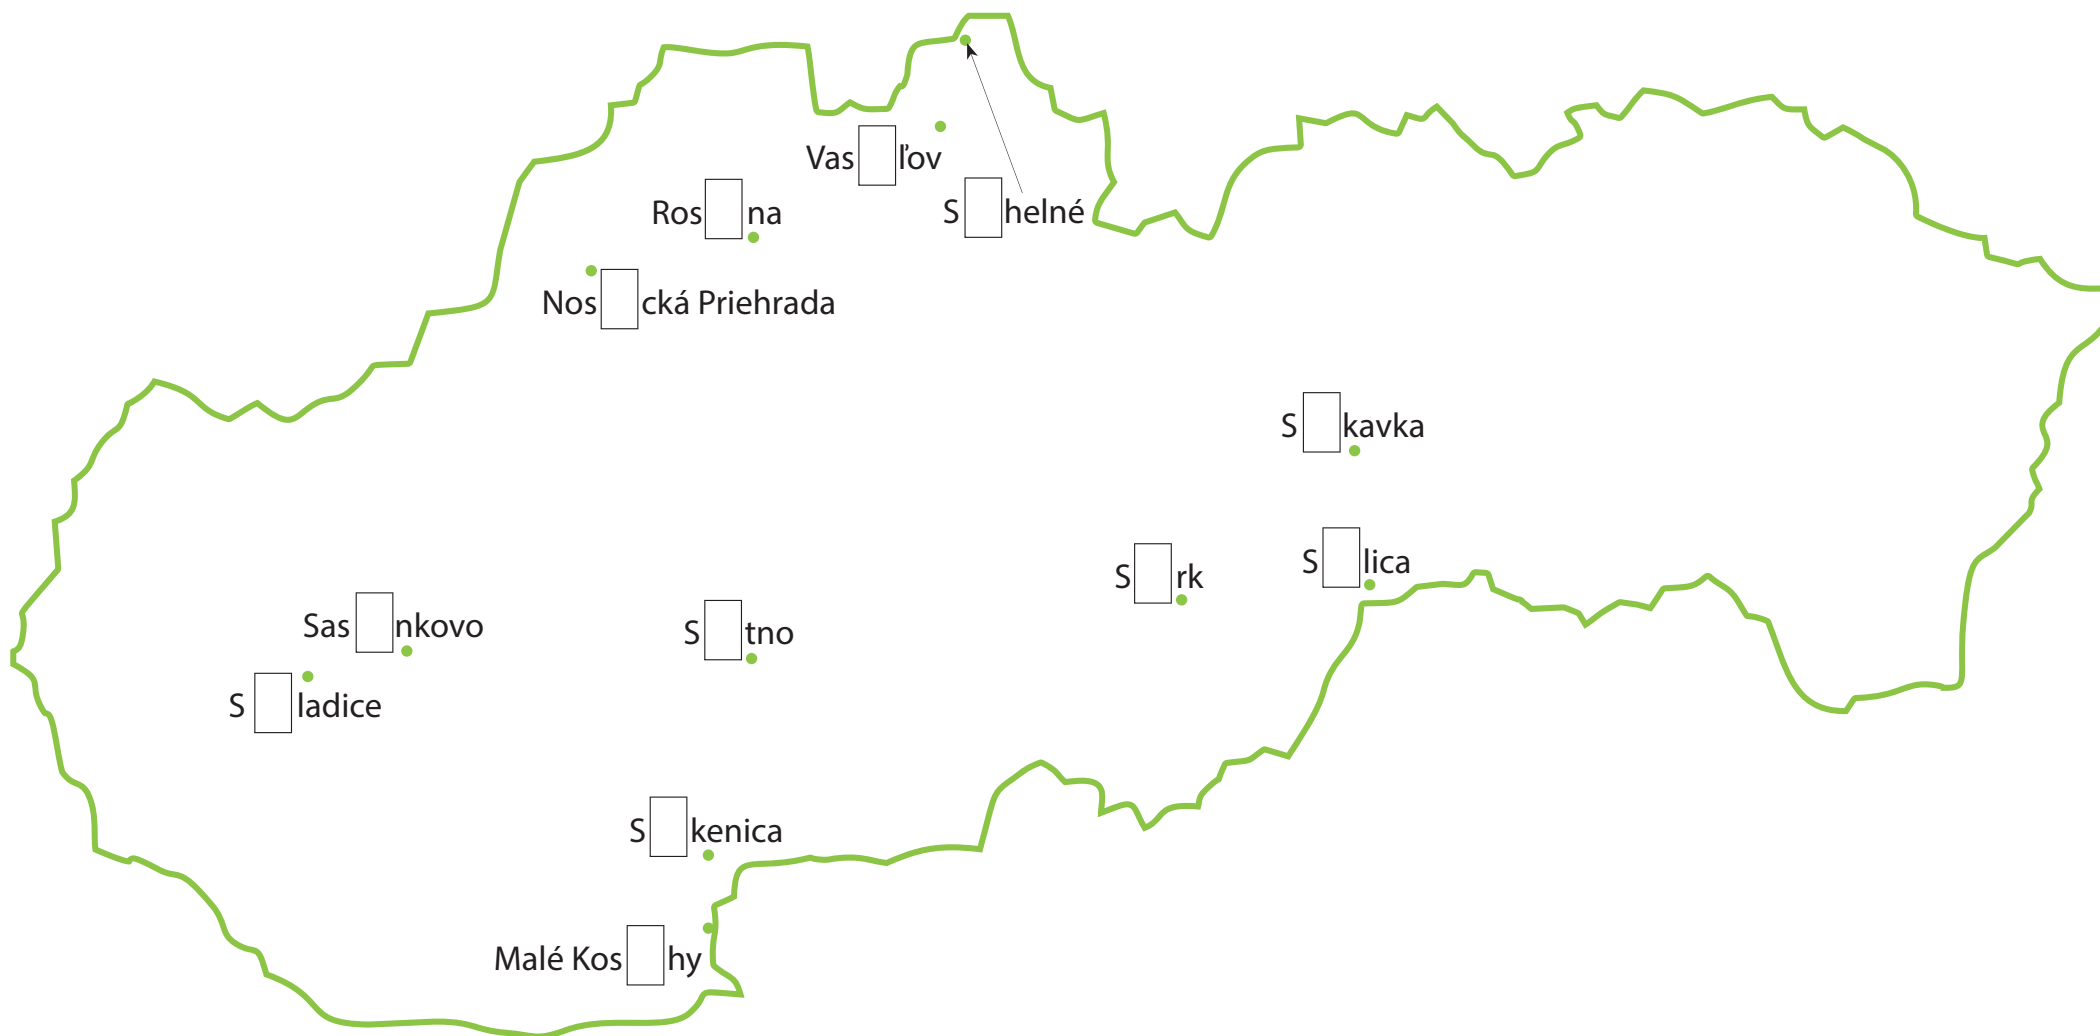 Vas ľov
Ros na
S helné
Nos cká Priehrada
S kavka
S lica
S rk
Sas nkovo
S tno
S ladice
S kenica
Malé Kos hy